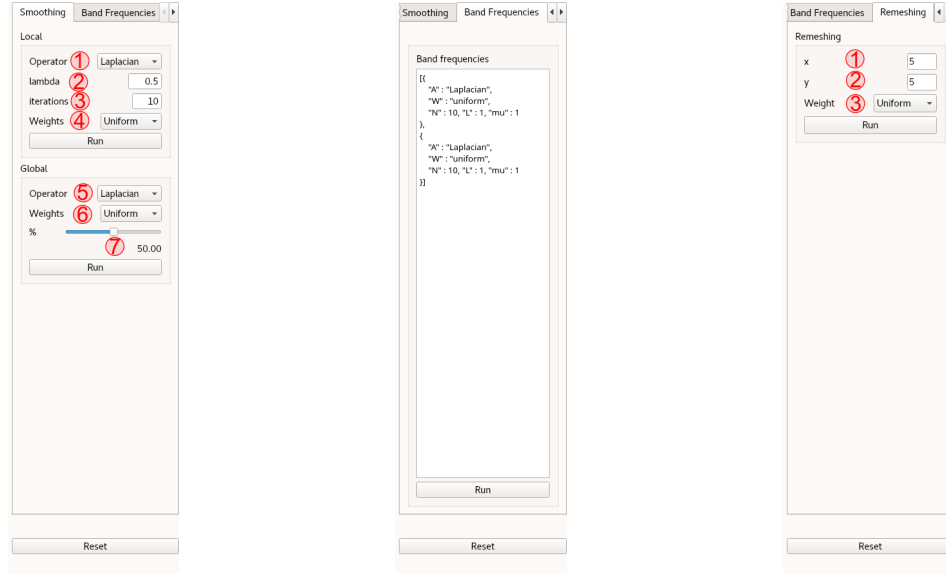 Smoothing Band Frequencies
Local
Operator 1 Laplacian
lambda 2 0.5
iterations 3 10
Weights 4 Uniform
Run
Global
Operator 5 Laplacian
Weights 6 Uniform
%
7 50.00
Run
Reset
Smoothing Band Frequencies
Band frequencies
[{
"A" : "Laplacian",
"W" : "uniform",
"N" : 10, "L" : 1, "mu" : 1
},
{
"A" : "Laplacian",
"W" : "uniform",
"N" : 10, "L" : 1, "mu" : 1
}]
Run
Reset
Band Frequencies Remeshing
Remeshing
x 1 5
y 2 5
Weight 3 Uniform
Run
Reset